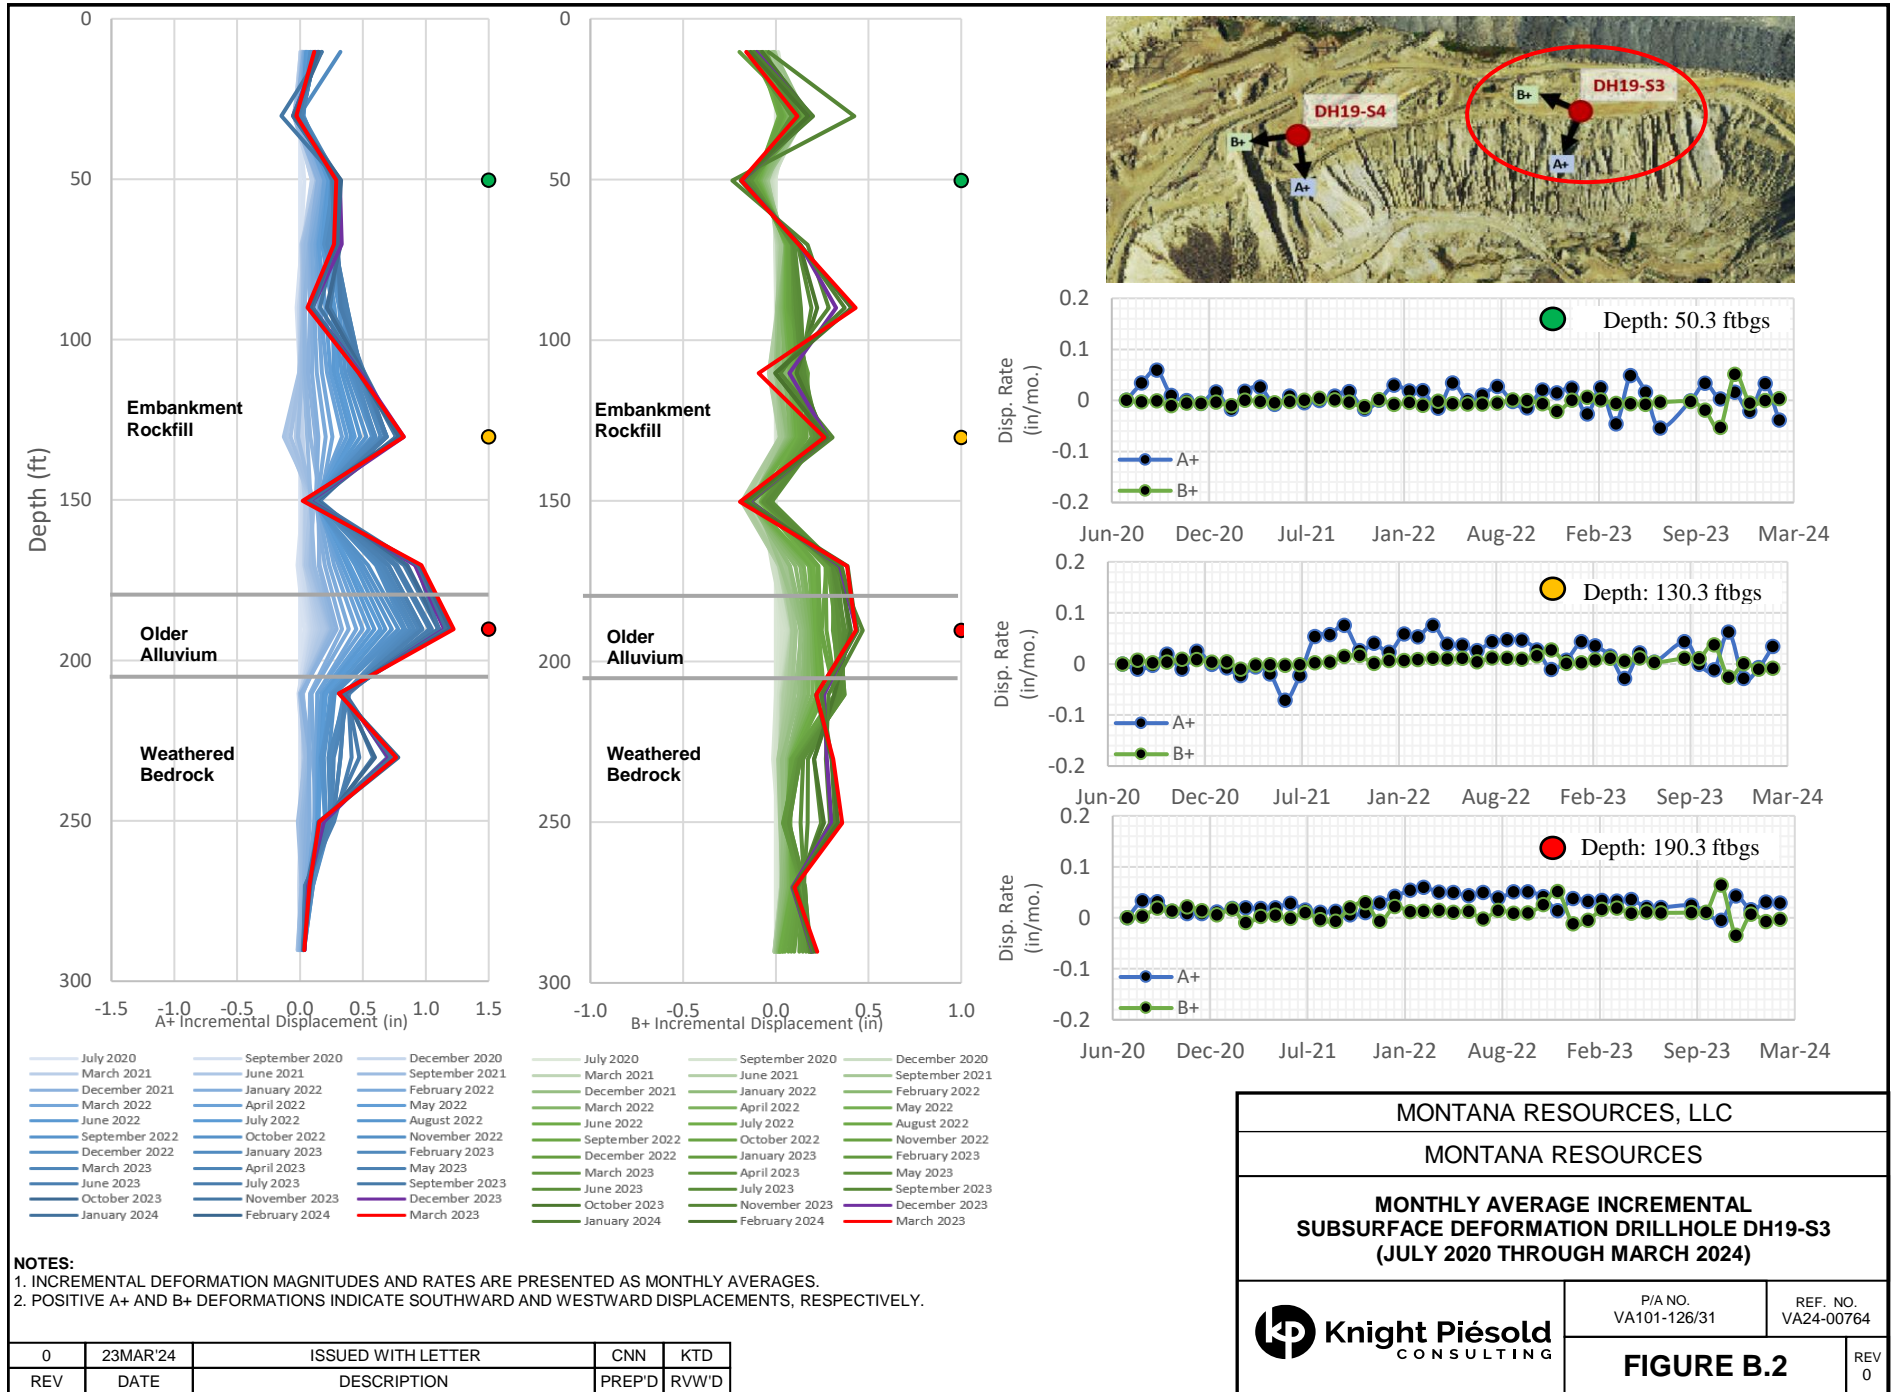 0
50
100
150
200
250
300
Depth (ft)
Embankment
Rockfill
Older
Alluvium
Weathered
Bedrock
-1.5 -1.0 -0.5 0.0 0.5 1.0 1.5
A+ Incremental Displacement (in)
0
50
100
150
200
250
300
Embankment
Rockfill
Older
Alluvium
Weathered
Bedrock
-1.0 -0.5 0.0 0.5 1.0
B+ Incremental Displacement (in)
July 2020 September 2020 December 2020
March 2021 June 2021 September 2021
December 2021 January 2022 February 2022
March 2022 April 2022 May 2022
June 2022 July 2022 August 2022
September 2022 October 2022 November 2022
December 2022 January 2023 February 2023
March 2023 April 2023 May 2023
June 2023 July 2023 September 2023
October 2023 November 2023 December 2023
January 2024 February 2024 March 2023
July 2020 September 2020 December 2020
March 2021 June 2021 September 2021
December 2021 January 2022 February 2022
March 2022 April 2022 May 2022
June 2022 July 2022 August 2022
September 2022 October 2022 November 2022
December 2022 January 2023 February 2023
March 2023 April 2023 May 2023
June 2023 July 2023 September 2023
October 2023 November 2023 December 2023
January 2024 February 2024 March 2023
DH19-S3
B+
A+
DH19-S4
B+
A+
0.2
0.1
0
-0.1
-0.2
Disp. Rate
(in/mo.)
Depth: 50.3 ftbgs
A+
B+
Jun-20 Dec-20 Jul-21 Jan-22 Aug-22 Feb-23 Sep-23 Mar-24
0.2
0.1
0
-0.1
-0.2
Disp. Rate
(in/mo.)
Depth: 130.3 ftbgs
A+
B+
Jun-20 Dec-20 Jul-21 Jan-22 Aug-22 Feb-23 Sep-23 Mar-24
0.2
0.1
0
-0.1
-0.2
Disp. Rate
(in/mo.)
Depth: 190.3 ftbgs
A+
B+
Jun-20 Dec-20 Jul-21 Jan-22 Aug-22 Feb-23 Sep-23 Mar-24
NOTES:
1. INCREMENTAL DEFORMATION MAGNITUDES AND RATES ARE PRESENTED AS MONTHLY AVERAGES.
2. POSITIVE A+ AND B+ DEFORMATIONS INDICATE SOUTHWARD AND WESTWARD DISPLACEMENTS, RESPECTIVELY.
0 23MAR'24 ISSUED WITH LETTER CNN KTD
REV DATE DESCRIPTION PREP'D RVW'D
MONTANA RESOURCES, LLC
MONTANA RESOURCES
MONTHLY AVERAGE INCREMENTAL
SUBSURFACE DEFORMATION DRILLHOLE DH19-S3
(JULY 2020 THROUGH MARCH 2024)
kp Knight Piésold
CONSULTING
P/A NO.
VA101-126/31
REF. NO.
VA24-00764
FIGURE B.2
REV
0